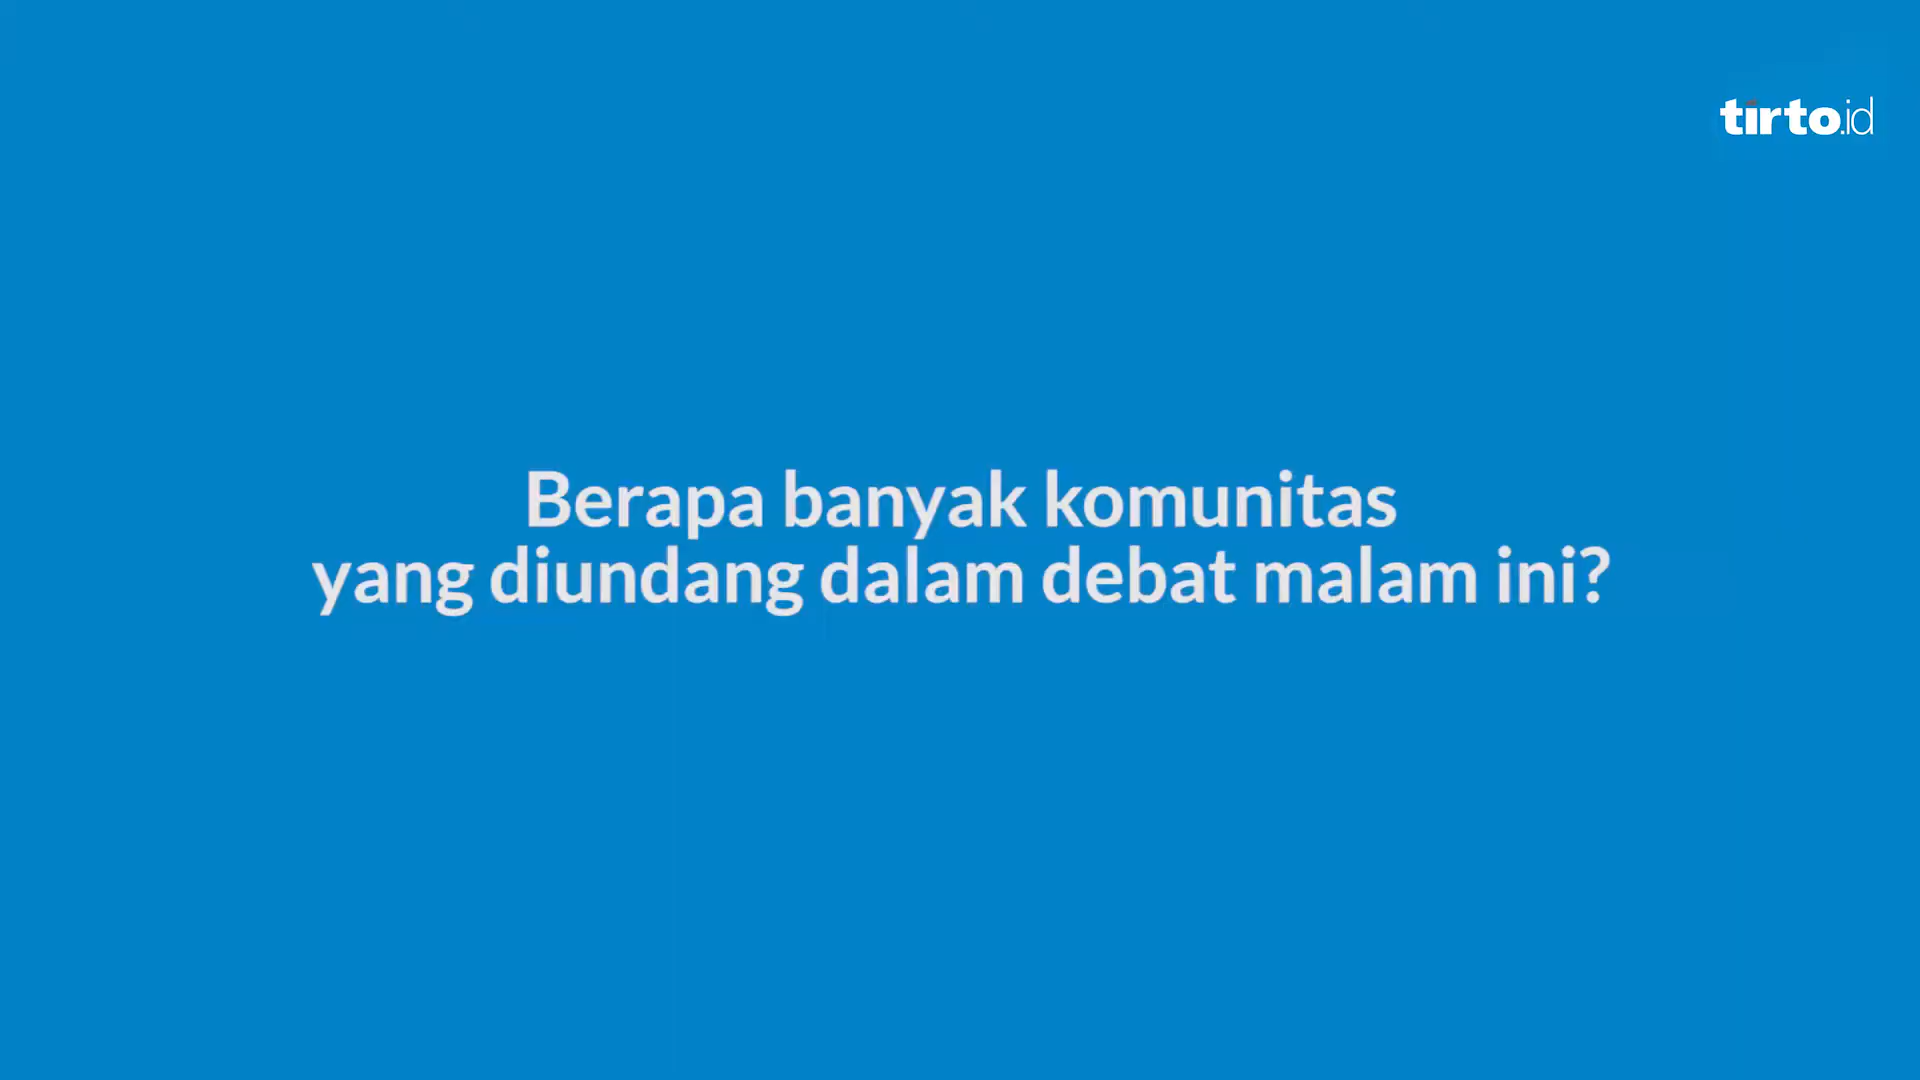 tirto.id
Berapa banyak komunitas
yang diundang dalam debat malam ini?